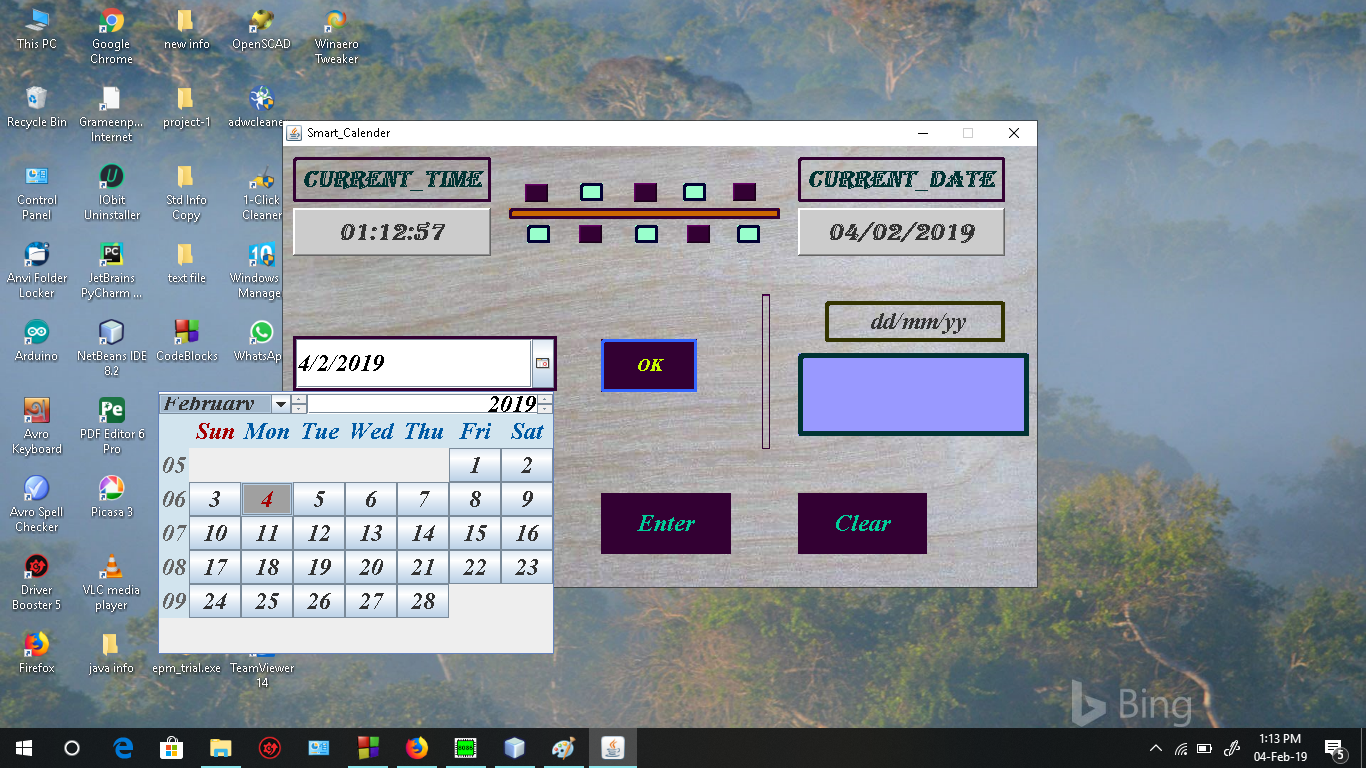 This PC
Google
Chrome
new info
OpenSCAD
Winaero
Tweaker
Recycle Bin
Grameenp...
Internet
project-1
adwcleane
Control
Panel
IObit
Uninstaller
Std Info
Copy
1-Click
Cleaner
Anvi Folder
Locker
JetBrains
PyCharm ...
text file
Windows
Manage
Arduino
NetBeans IDE
8.2
CodeBlocks
WhatsAp
Avro
Keyboard
PDF Editor 6
Pro
Avro Spell
Checker
Picasa 3
Driver
Booster 5
VLC media
player
Firefox
java info
epm_trial.exe
TeamViewer
14
Smart_Calender
CURRENT_TIME
CURRENT_DATE
01:12:57
04/02/2019
dd/mm/yy
4/2/2019
OK
February 2019
Sun Mon Tue Wed Thu Fri Sat
05 1 2
06 3 4 5 6 7 8 9
07 10 11 12 13 14 15 16
08 17 18 19 20 21 22 23
09 24 25 26 27 28
Enter
Clear
Bing
8086
1:13 PM
04-Feb-19
5